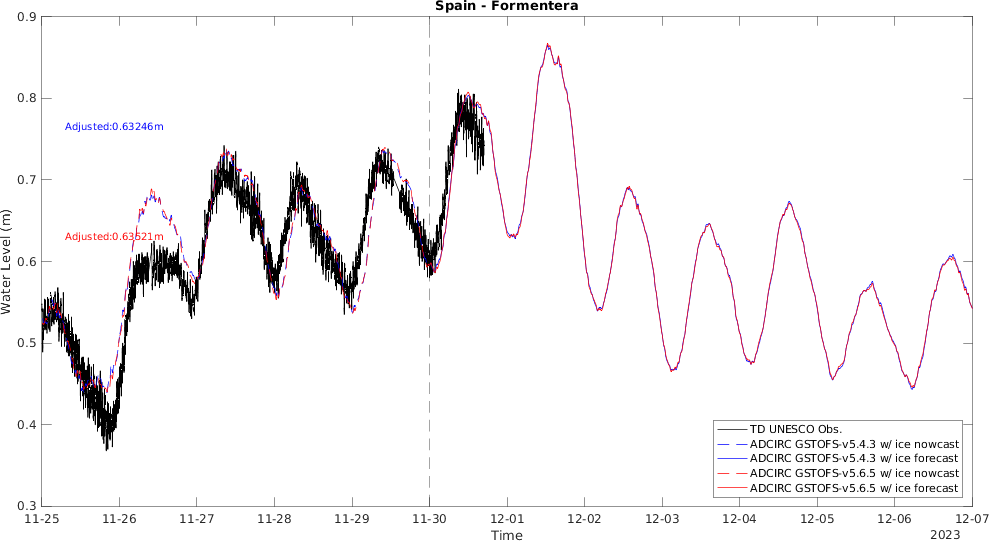 Spain - Formentera
0.9
0.8
0.7
0.6
0.5
0.4
0.3
Water Level (m)
Adjusted:0.63246m
Adjusted:0.63521m
TD UNESCO Obs.
ADCIRC GSTOFS-v5.4.3 w/ ice nowcast
ADCIRC GSTOFS-v5.4.3 w/ ice forecast
ADCIRC GSTOFS-v5.6.5 w/ ice nowcast
ADCIRC GSTOFS-v5.6.5 w/ ice forecast
11-25 11-26 11-27 11-28 11-29 11-30 12-01 12-02 12-03 12-04 12-05 12-06 12-07
Time
2023